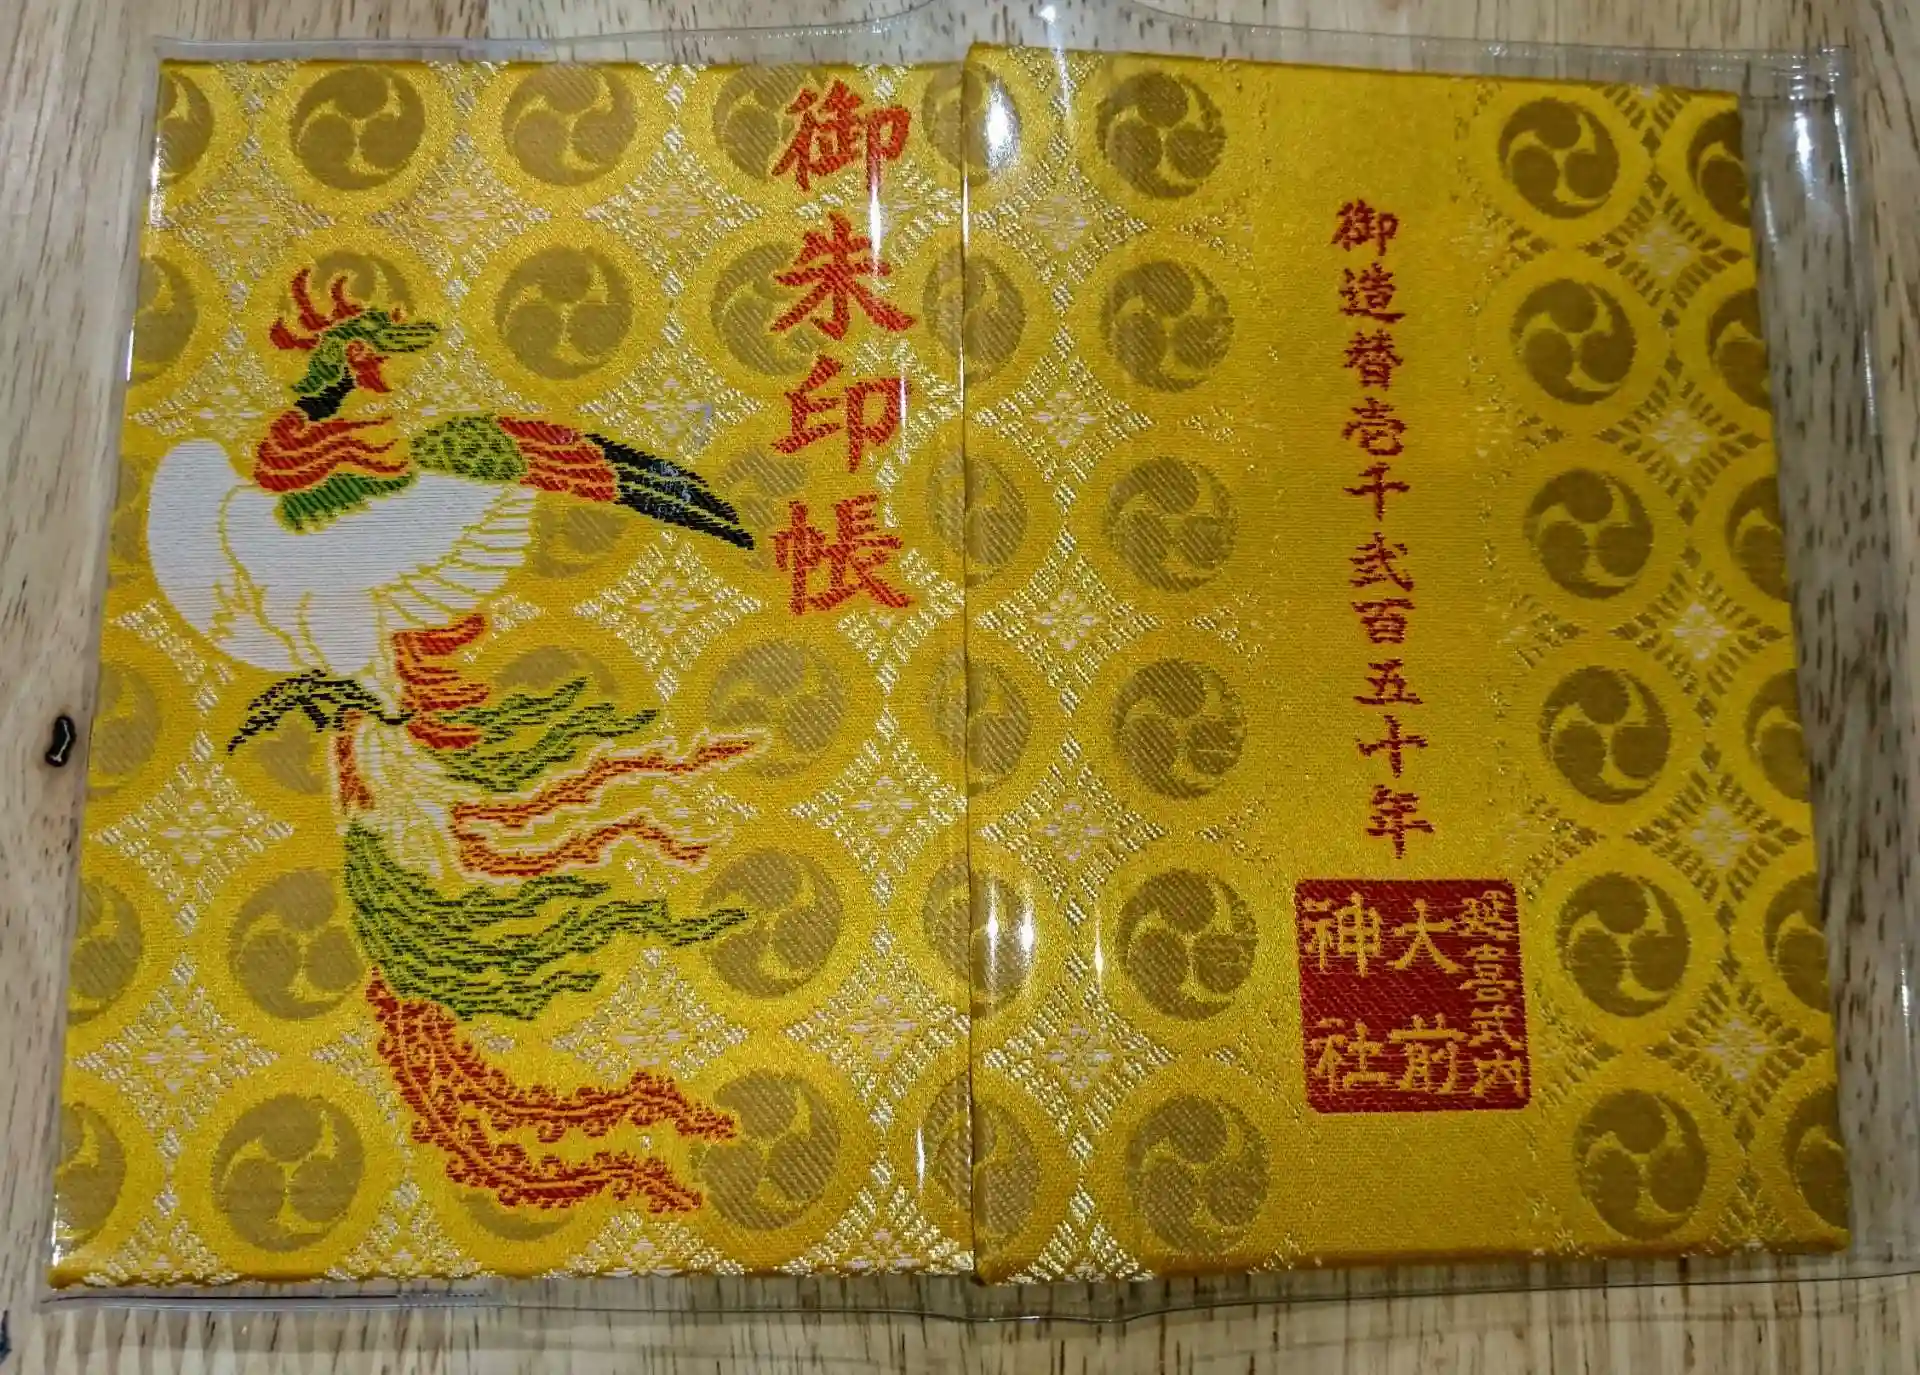 御朱印帳
御造替壱千弐百五十年
延喜式内
大前
神社